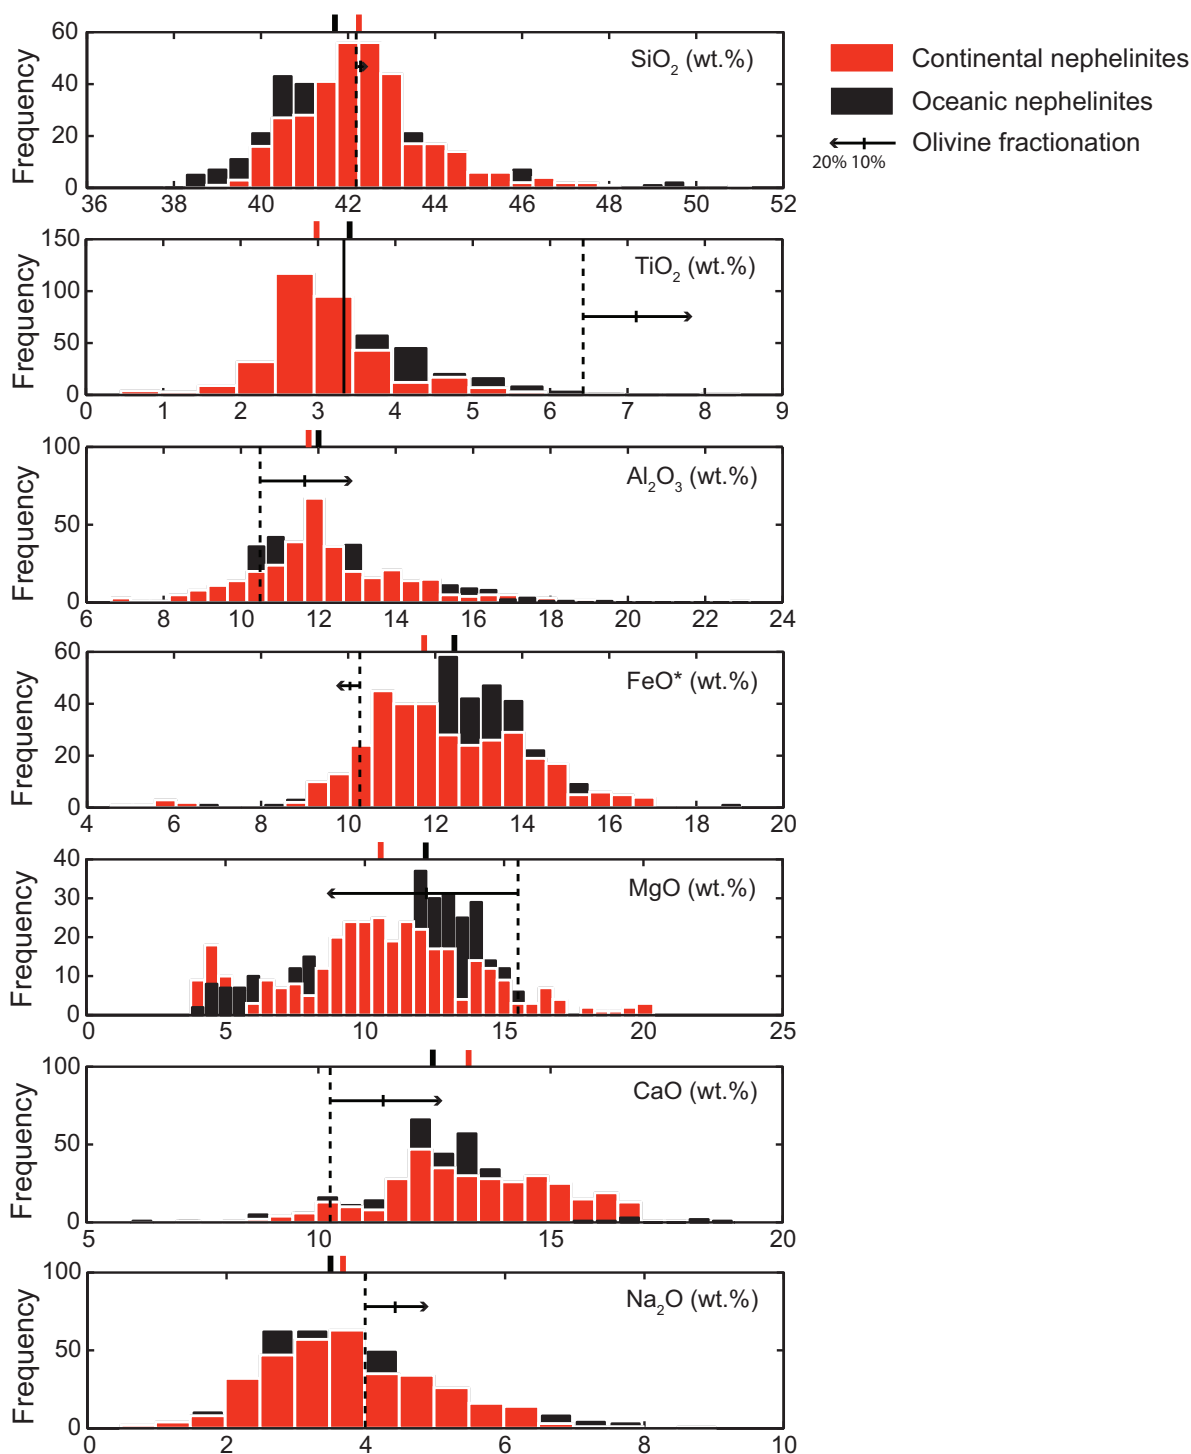 Frequency
60
40
20
0
SiO2 (wt.%)
36 38 40 42 44 46 48 50 52
Continental nephelinites
Oceanic nephelinites
Olivine fractionation
20% 10%
Frequency
150
100
50
0
TiO2 (wt.%)
0 1 2 3 4 5 6 7 8 9
Frequency
100
50
0
Al2O3 (wt.%)
6 8 10 12 14 16 18 20 22 24
Frequency
60
40
20
0
FeO* (wt.%)
4 6 8 10 12 14 16 18 20
Frequency
40
30
20
10
0
MgO (wt.%)
0 5 10 15 20 25
Frequency
100
50
0
CaO (wt.%)
5 10 15 20
Frequency
100
50
0
Na2O (wt.%)
0 2 4 6 8 10